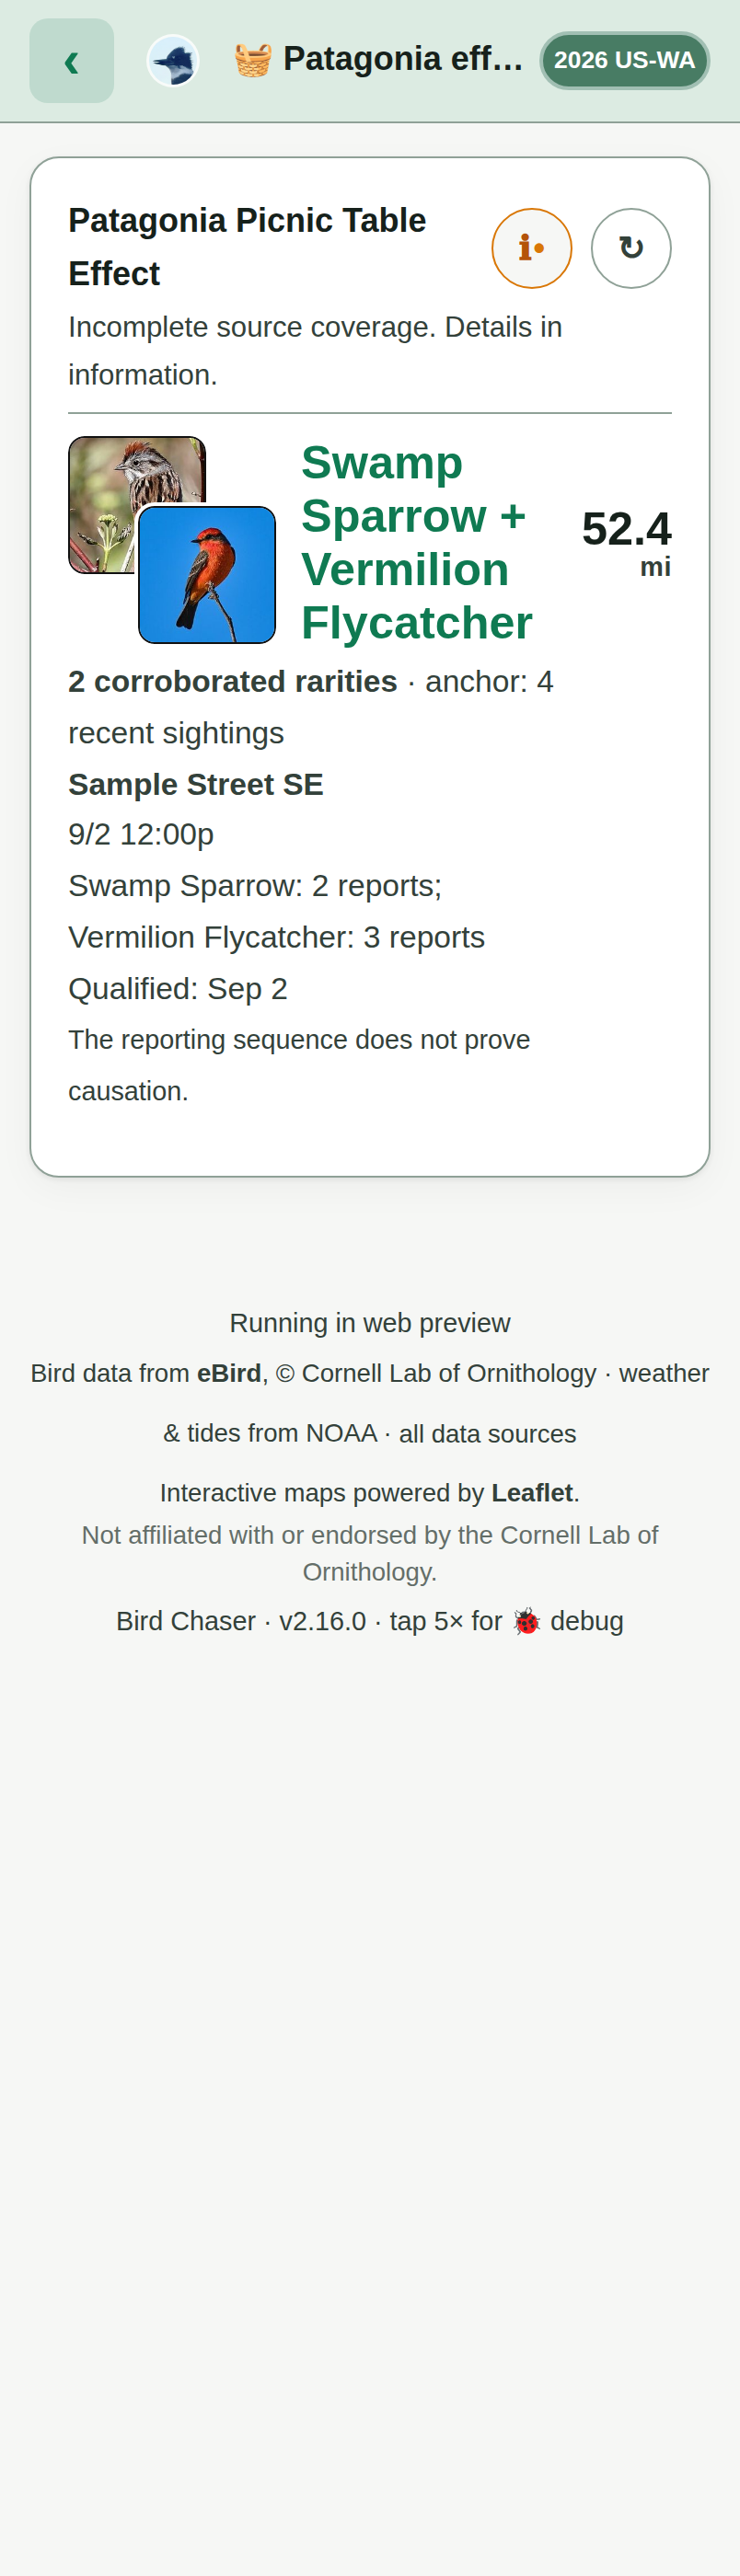 ‹ 🧺 Patagonia eff… 2026 US-WA
Patagonia Picnic Table
Effect
ℹ• ↻
Incomplete source coverage. Details in
information.
Swamp
Sparrow +
Vermilion
Flycatcher
52.4
mi
2 corroborated rarities · anchor: 4
recent sightings
Sample Street SE
9/2 12:00p
Swamp Sparrow: 2 reports;
Vermilion Flycatcher: 3 reports
Qualified: Sep 2
The reporting sequence does not prove
causation.
Running in web preview
Bird data from eBird, © Cornell Lab of Ornithology · weather
& tides from NOAA · all data sources
Interactive maps powered by Leaflet.
Not affiliated with or endorsed by the Cornell Lab of
Ornithology.
Bird Chaser · v2.16.0 · tap 5× for 🐞 debug